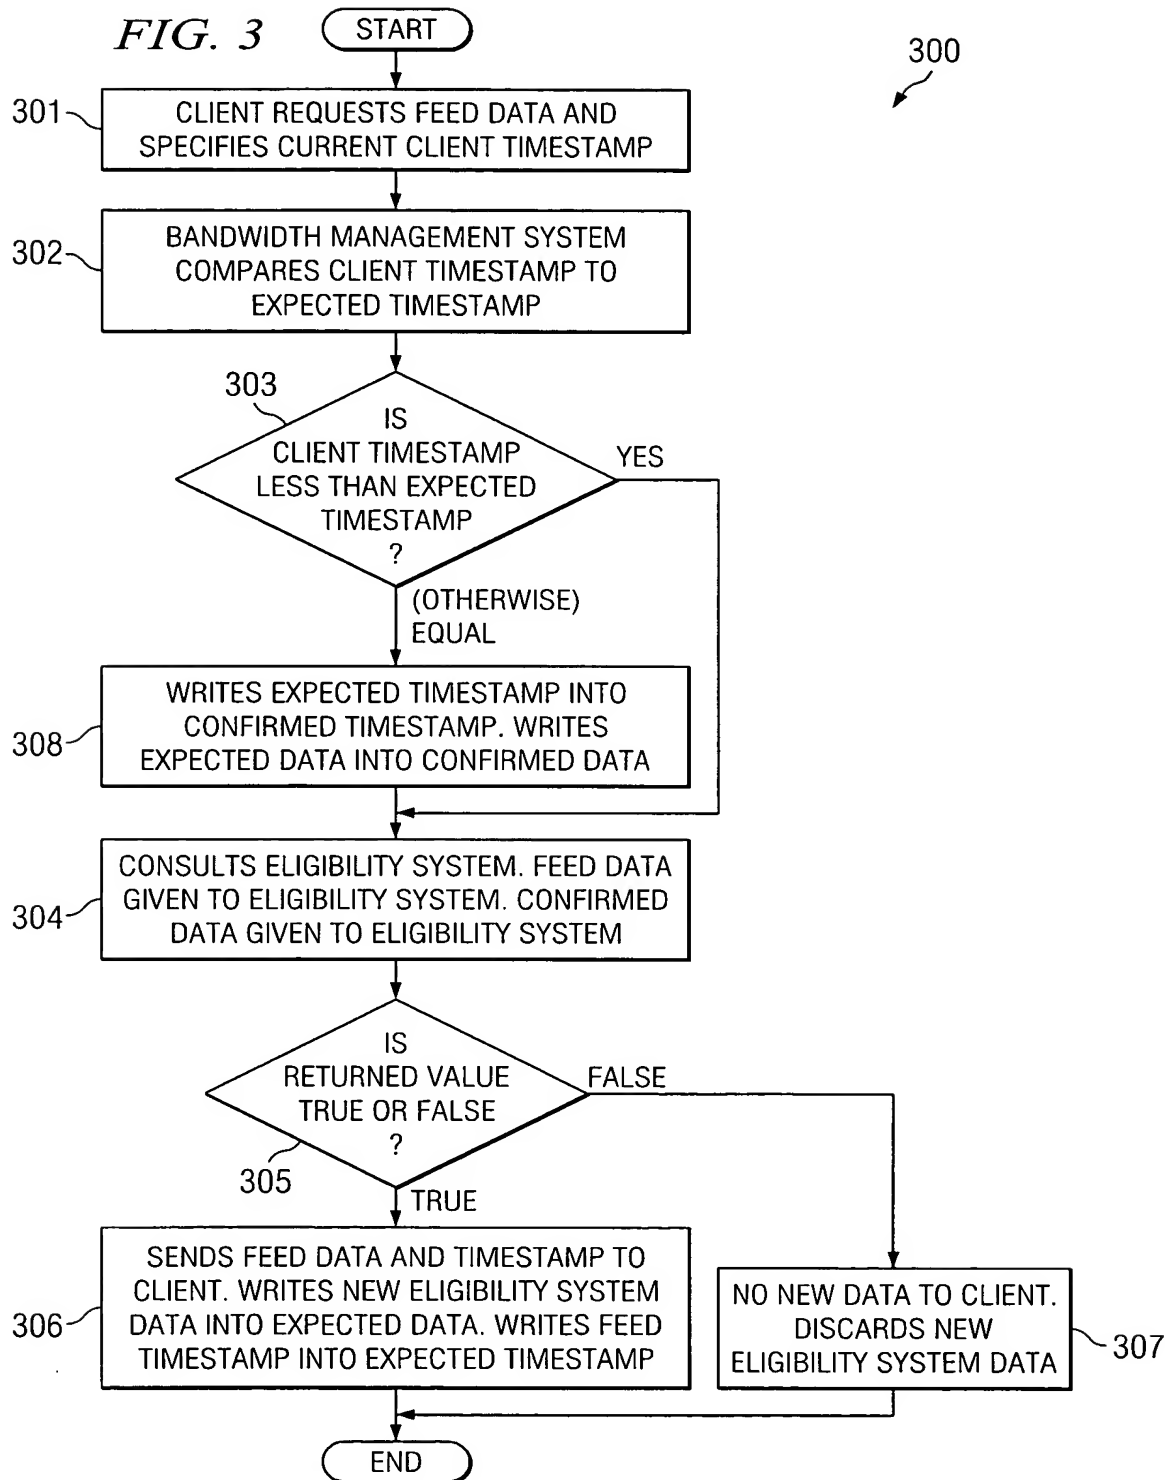 FIG. 3
START
300
301
CLIENT REQUESTS FEED DATA AND
SPECIFIES CURRENT CLIENT TIMESTAMP
302
BANDWIDTH MANAGEMENT SYSTEM
COMPARES CLIENT TIMESTAMP TO
EXPECTED TIMESTAMP
303
IS
CLIENT TIMESTAMP
LESS THAN EXPECTED
TIMESTAMP
?
YES
(OTHERWISE)
EQUAL
308
WRITES EXPECTED TIMESTAMP INTO
CONFIRMED TIMESTAMP. WRITES
EXPECTED DATA INTO CONFIRMED DATA
304
CONSULTS ELIGIBILITY SYSTEM. FEED DATA
GIVEN TO ELIGIBILITY SYSTEM. CONFIRMED
DATA GIVEN TO ELIGIBILITY SYSTEM
IS
RETURNED VALUE
TRUE OR FALSE
?
305
FALSE
TRUE
306
SENDS FEED DATA AND TIMESTAMP TO
CLIENT. WRITES NEW ELIGIBILITY SYSTEM
DATA INTO EXPECTED DATA. WRITES FEED
TIMESTAMP INTO EXPECTED TIMESTAMP
NO NEW DATA TO CLIENT.
DISCARDS NEW
ELIGIBILITY SYSTEM DATA
307
END